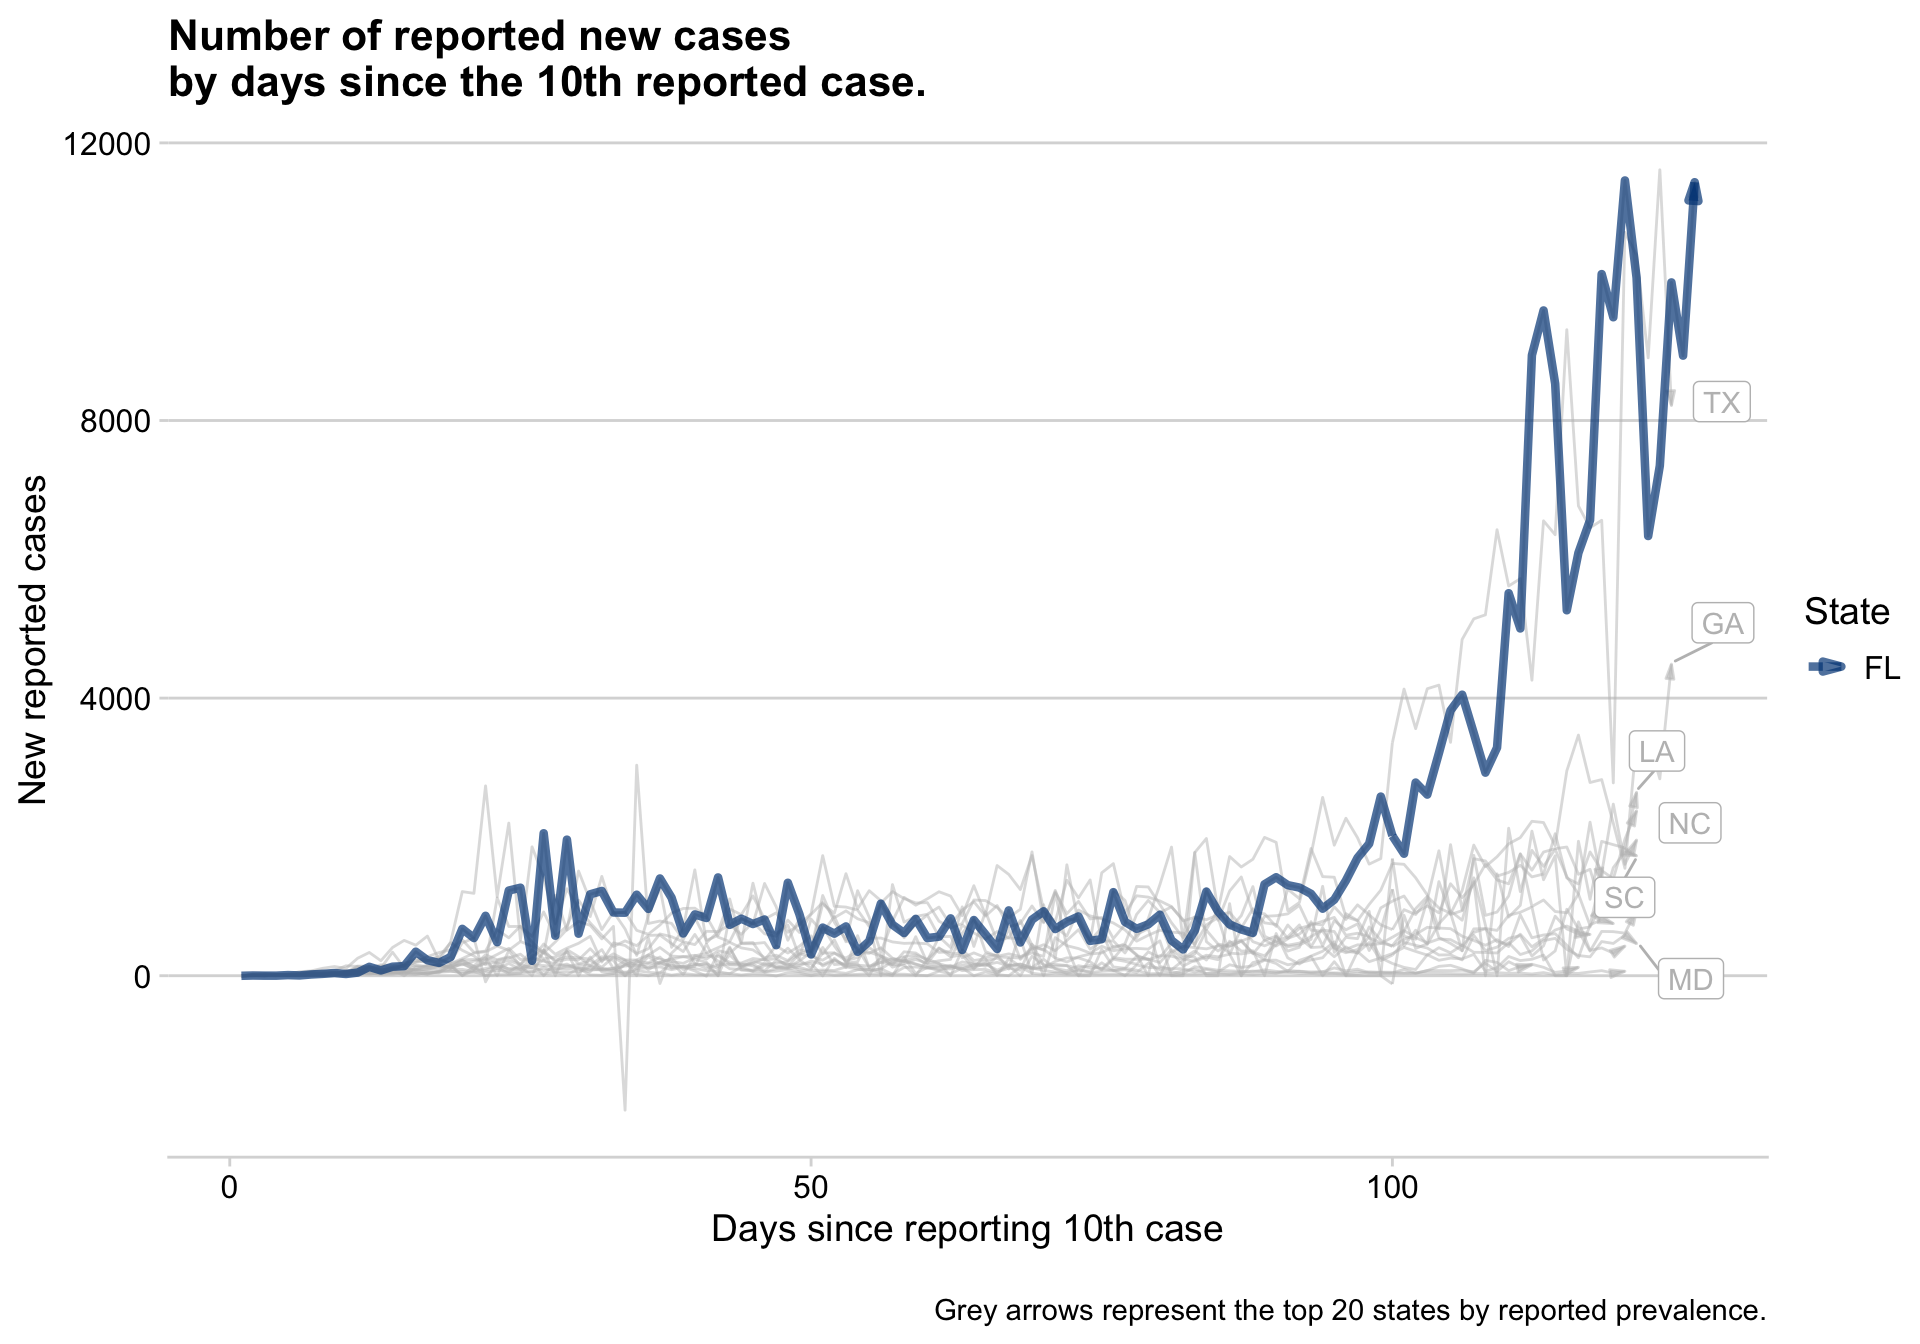 Number of reported new cases
by days since the 10th reported case.
12000
8000
4000
0
New reported cases
TX
GA
LA
NC
SC
MD
State
FL
0
50
100
Days since reporting 10th case
Grey arrows represent the top 20 states by reported prevalence.